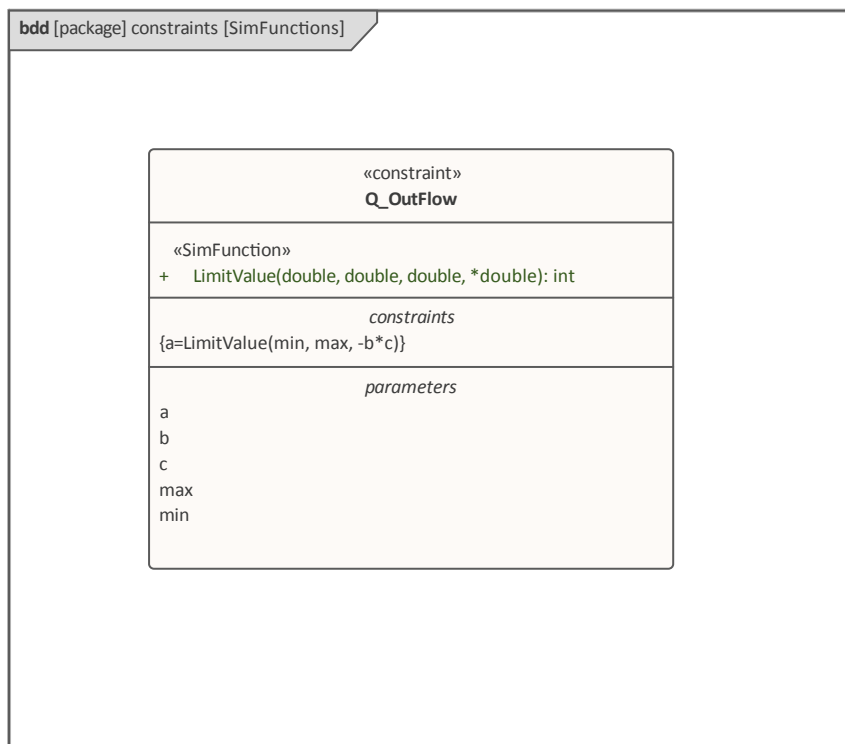 bdd [package] constraints [SimFunctions]
«constraint»
Q_OutFlow
«SimFunction»
+ LimitValue(double, double, double, *double): int
constraints
{a=LimitValue(min, max, -b*c)}
parameters
a
b
c
max
min